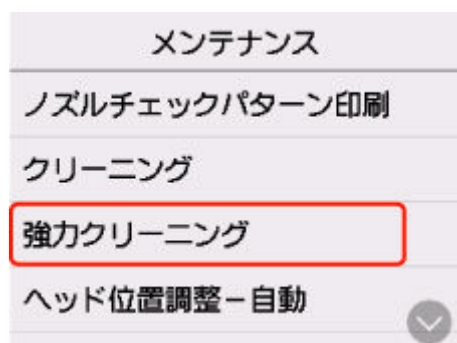 メンテナンス
ノズルチェックパターン印刷
クリーニング
強力クリーニング
ヘッド位置調整－自動